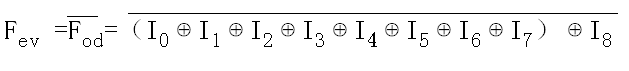 F_ev = \overline{F_od} = \overline{(I_0 ⊕ I_1 ⊕ I_2 ⊕ I_3 ⊕ I_4 ⊕ I_5 ⊕ I_6 ⊕ I_7) ⊕ I_8}